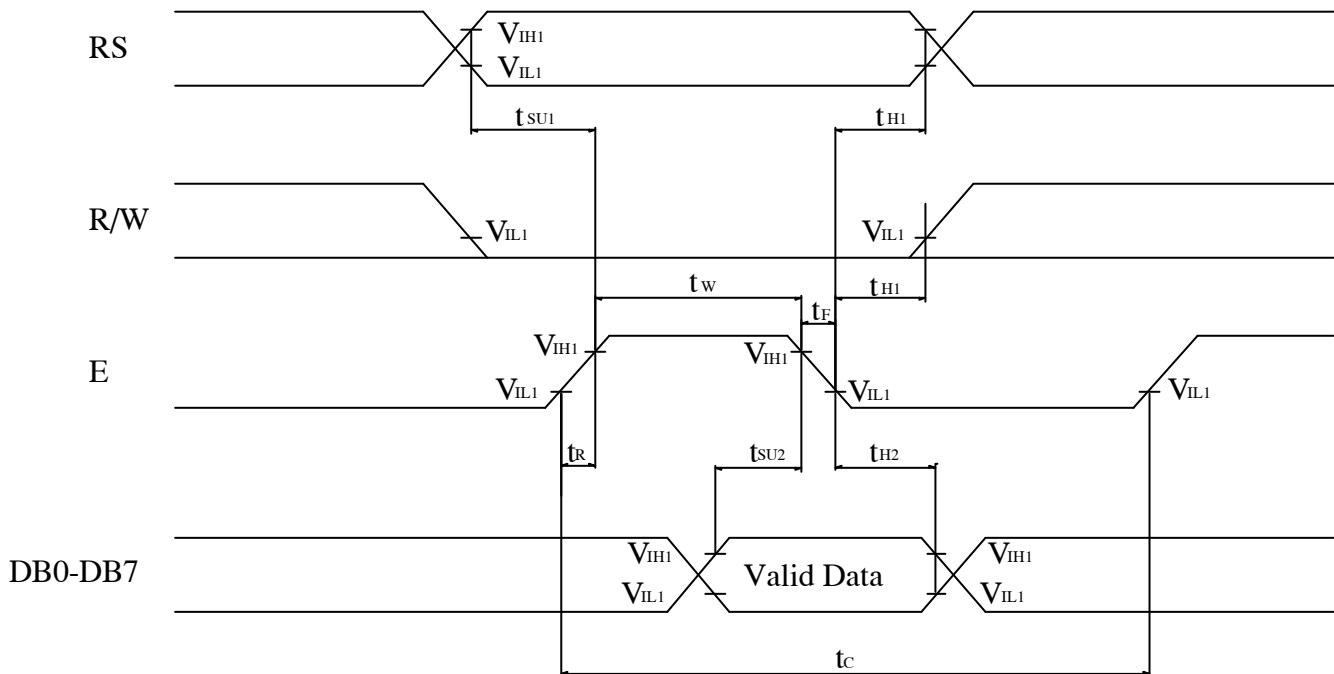 RS
VIH1
VIL1
tSU1
tH1
R/W
VIL1
VIL1
tW
tH1
tF
E
VIH1
VIH1
VIL1
VIL1
VIL1
tR
tSU2
tH2
DB0-DB7
VIH1
VIL1
Valid Data
VIH1
VIL1
tC